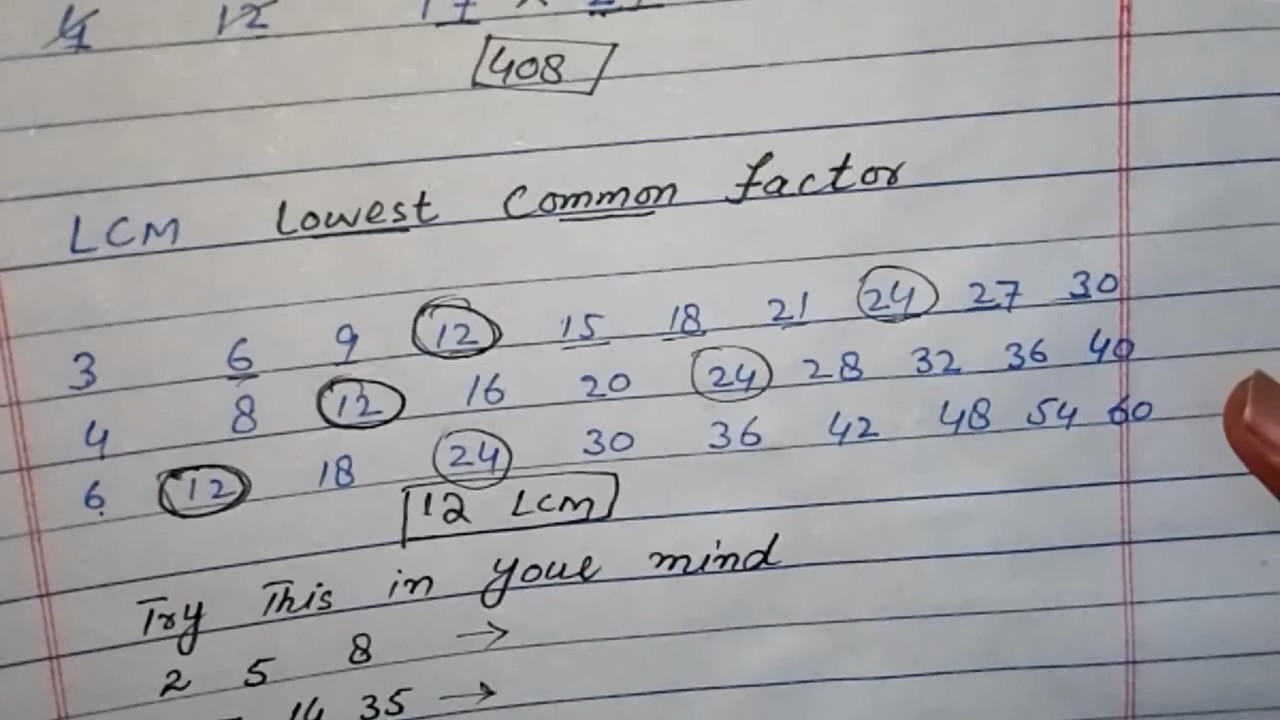 12
408
LCM Lowest Common factor
3 6 9 12 15 18 21 24 27 30
4 8 12 16 20 24 28 32 36 40
6 12 18 24 30 36 42 48 54 60
12 LCM
Try This in youe mind
2 5 8 →
14 35 →